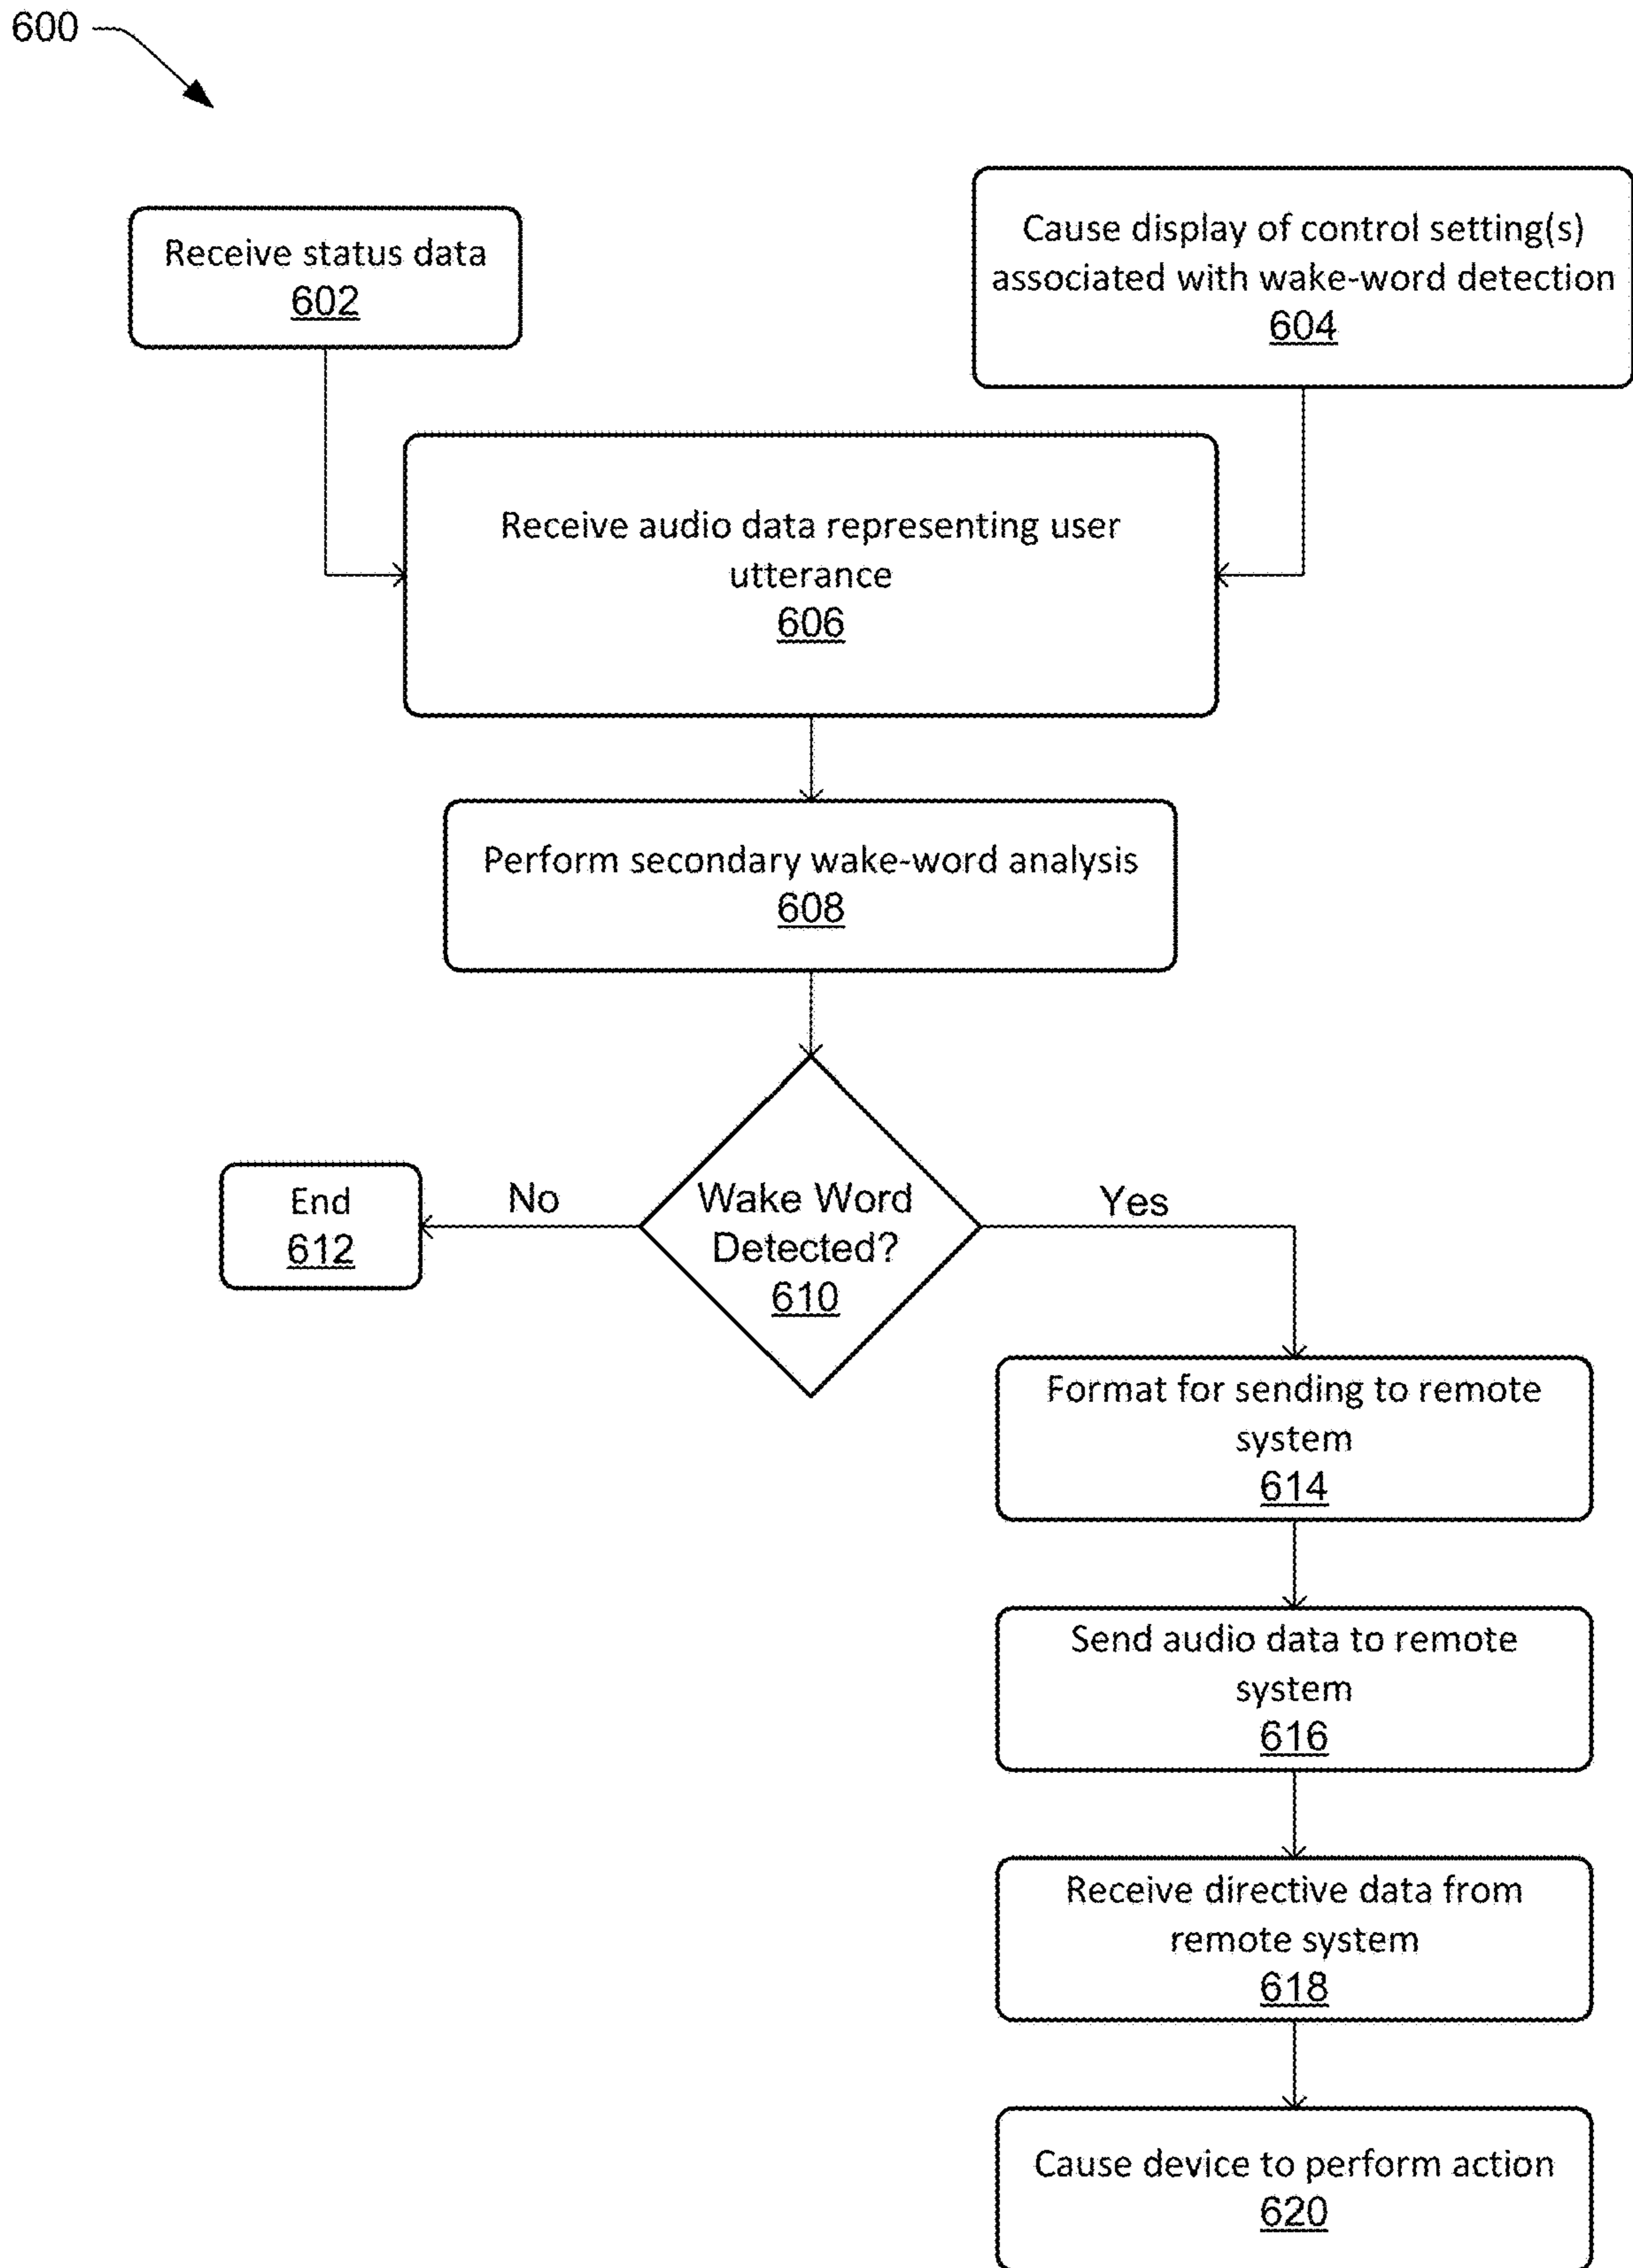 600
Receive status data
602
Cause display of control setting(s)
associated with wake-word detection
604
Receive audio data representing user
utterance
606
Perform secondary wake-word analysis
608
Wake Word
Detected?
610
No
End
612
Yes
Format for sending to remote
system
614
Send audio data to remote
system
616
Receive directive data from
remote system
618
Cause device to perform action
620